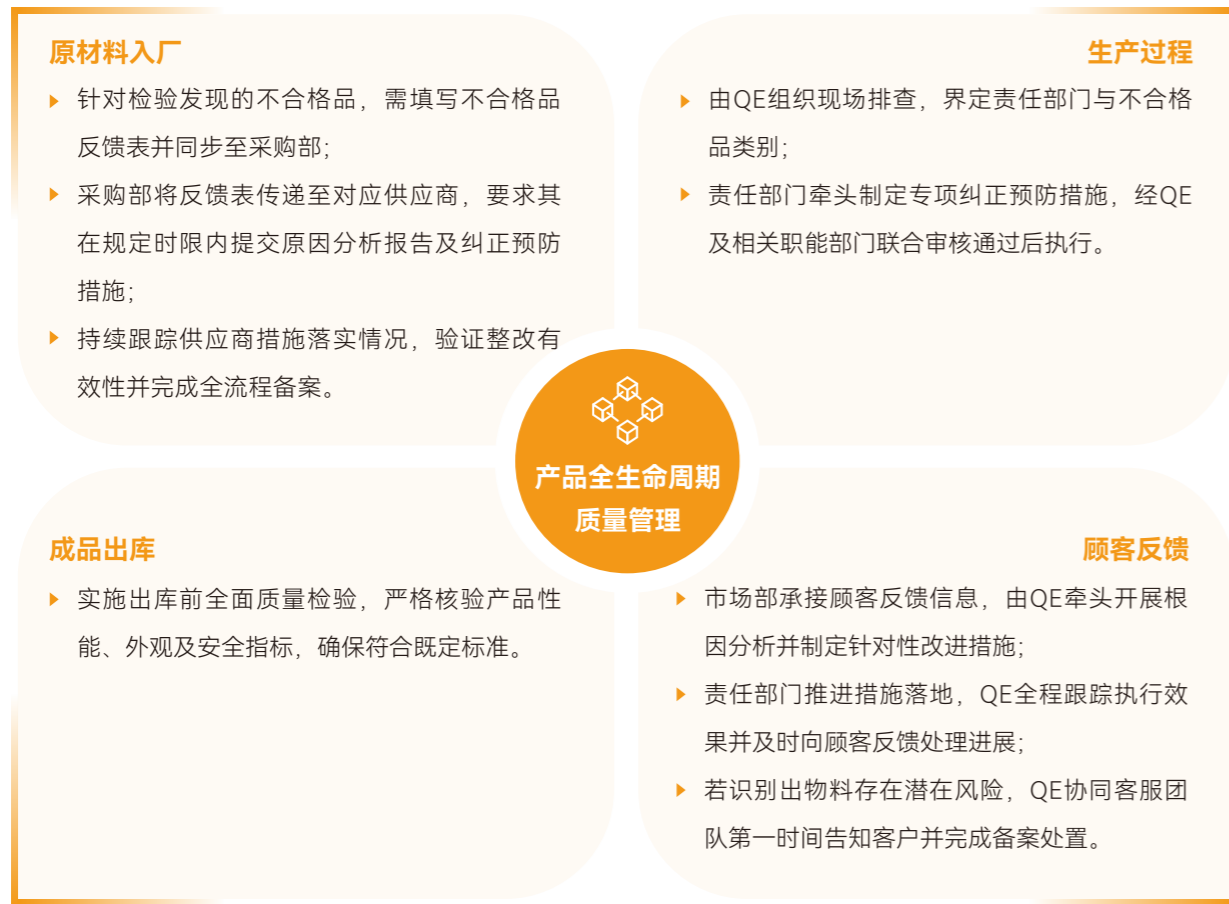 原材料入厂
针对检验发现的不合格品，需填写不合格品
反馈表并同步至采购部；
采购部将反馈表传递至对应供应商，要求其
在规定时限内提交原因分析报告及纠正预防
措施；
持续跟踪供应商措施落实情况，验证整改有
效性并完成全流程备案。
生产过程
由QE组织现场排查，界定责任部门与不合格
品类别；
责任部门牵头制定专项纠正预防措施，经QE
及相关职能部门联合审核通过后执行。
产品全生命周期
质量管理
成品出库
实施出库前全面质量检验，严格核验产品性
能、外观及安全指标，确保符合既定标准。
顾客反馈
市场部承接顾客反馈信息，由QE牵头开展根
因分析并制定针对性改进措施；
责任部门推进措施落地，QE全程跟踪执行效
果并及时向顾客反馈处理进展；
若识别出物料存在潜在风险，QE协同客服团
队第一时间告知客户并完成备案处置。